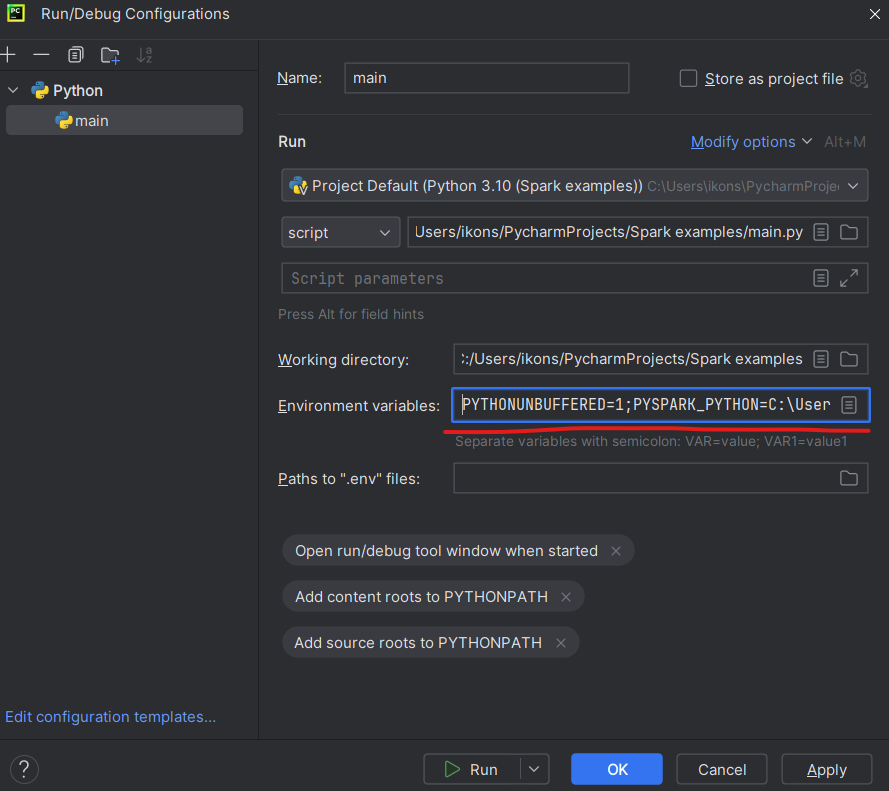 PC Run/Debug Configurations
Python
main
Name: main Store as project file
Run Modify options Alt+M
Project Default (Python 3.10 (Spark examples)) C:\Users\ikons\PycharmProje
script Users/ikons/PycharmProjects/Spark examples/main.py
Script parameters
Press Alt for field hints
Working directory: :/Users/ikons/PycharmProjects/Spark examples
Environment variables: PYTHONUNBUFFERED=1;PYSPARK_PYTHON=C:\User
Separate variables with semicolon: VAR=value; VAR1=value1
Paths to ".env" files:
Open run/debug tool window when started
Add content roots to PYTHONPATH
Add source roots to PYTHONPATH
Edit configuration templates...
? Run OK Cancel Apply